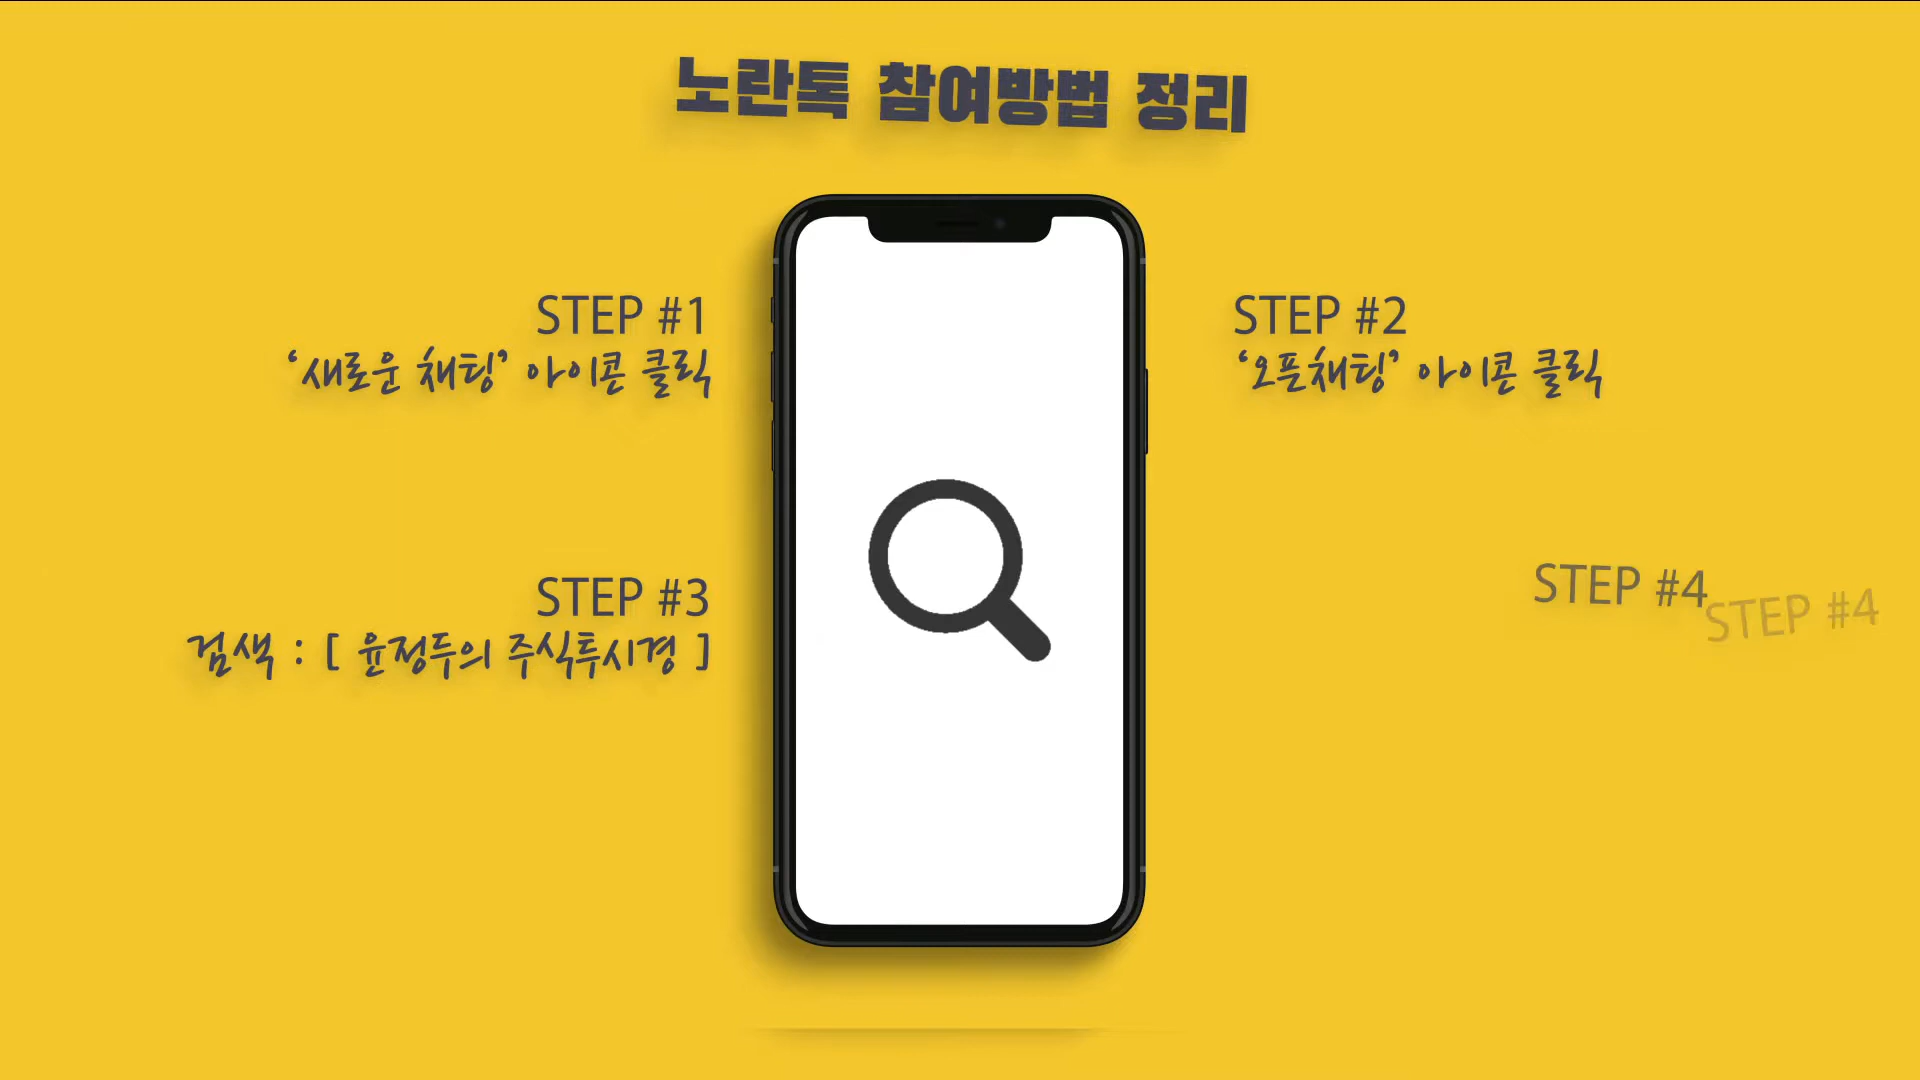 노란톡 참여방법 정리
STEP #1
‘새로운 채팅’ 아이콘 클릭
STEP #2
‘오픈채팅’ 아이콘 클릭
STEP #3
검색 : [ 윤정두의 주식투시경 ]
STEP #4
STEP #4